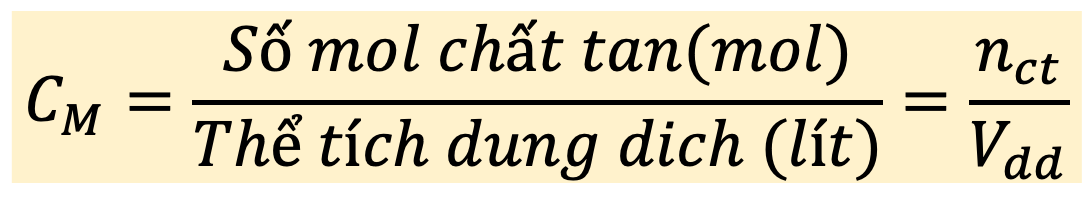 C_M = Số mol chất tan(mol) / Thể tích dung dich (lít) = n_ct / V_dd